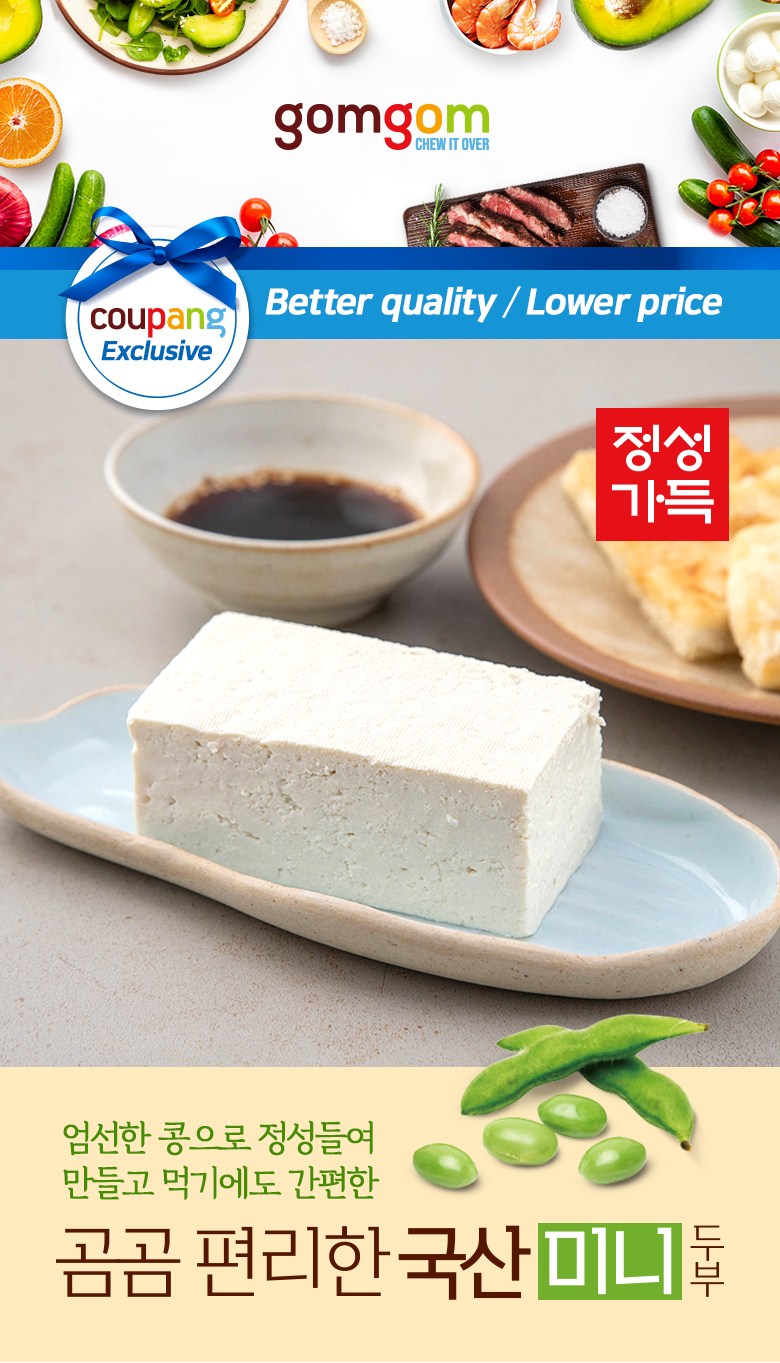 gomgom
CHEW IT OVER
coupang
Exclusive
Better quality / Lower price
정성
가득
엄선한 콩으로 정성들여
만들고 먹기에도 간편한
곰곰 편리한 국산 미니 두부